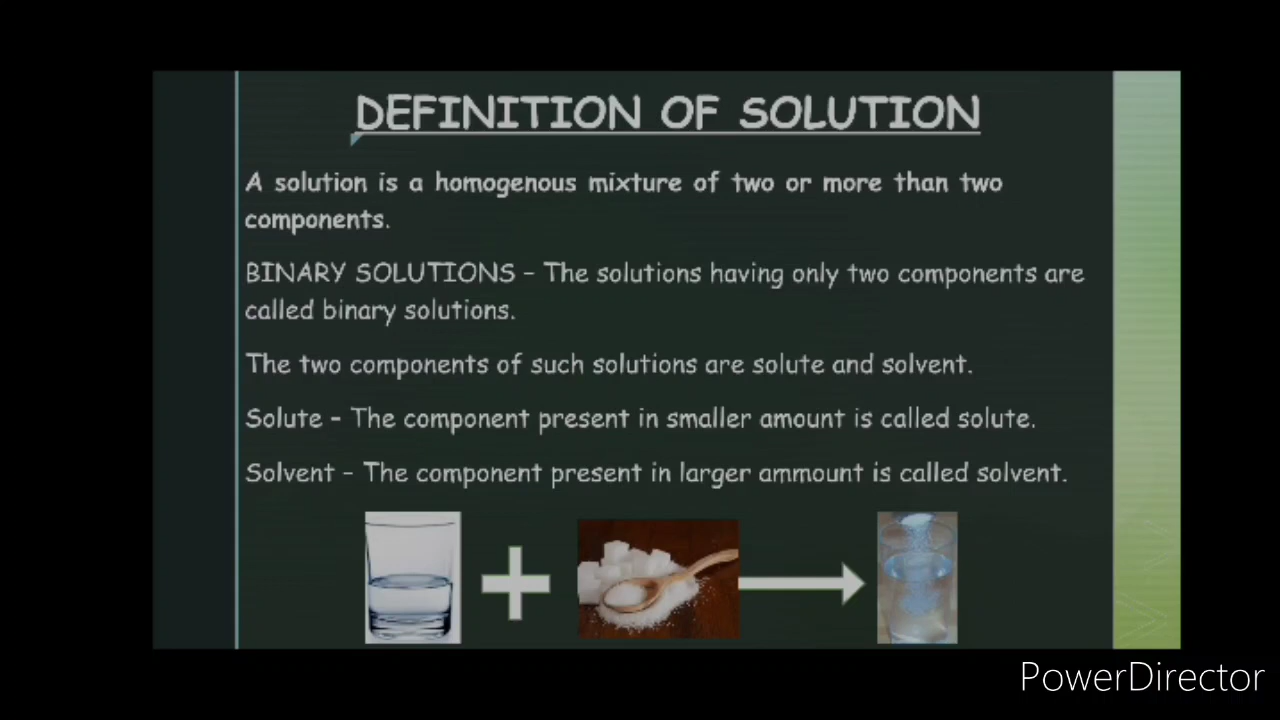 DEFINITION OF SOLUTION
A solution is a homogenous mixture of two or more than two
components.
BINARY SOLUTIONS – The solutions having only two components are
called binary solutions.
The two components of such solutions are solute and solvent.
Solute – The component present in smaller amount is called solute.
Solvent – The component present in larger ammount is called solvent.
PowerDirector